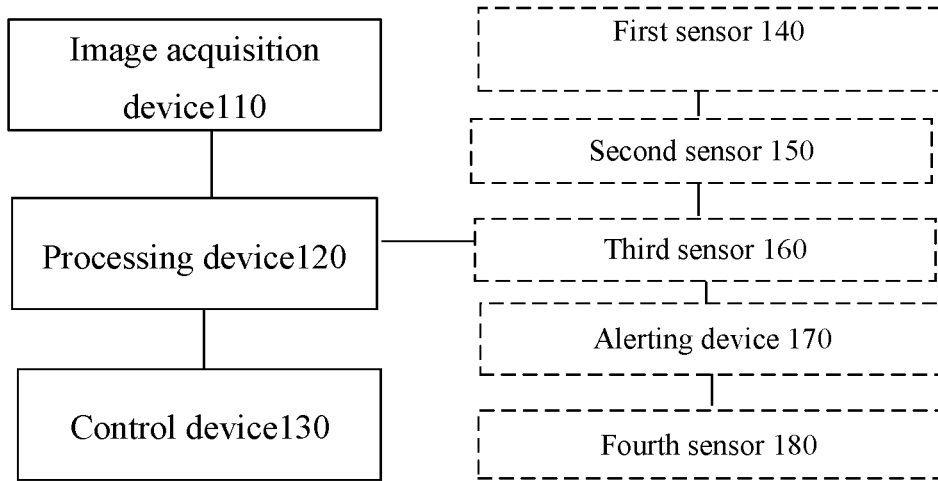 Image acquisition
device110
Processing device120
Control device130
First sensor 140
Second sensor 150
Third sensor 160
Alerting device 170
Fourth sensor 180